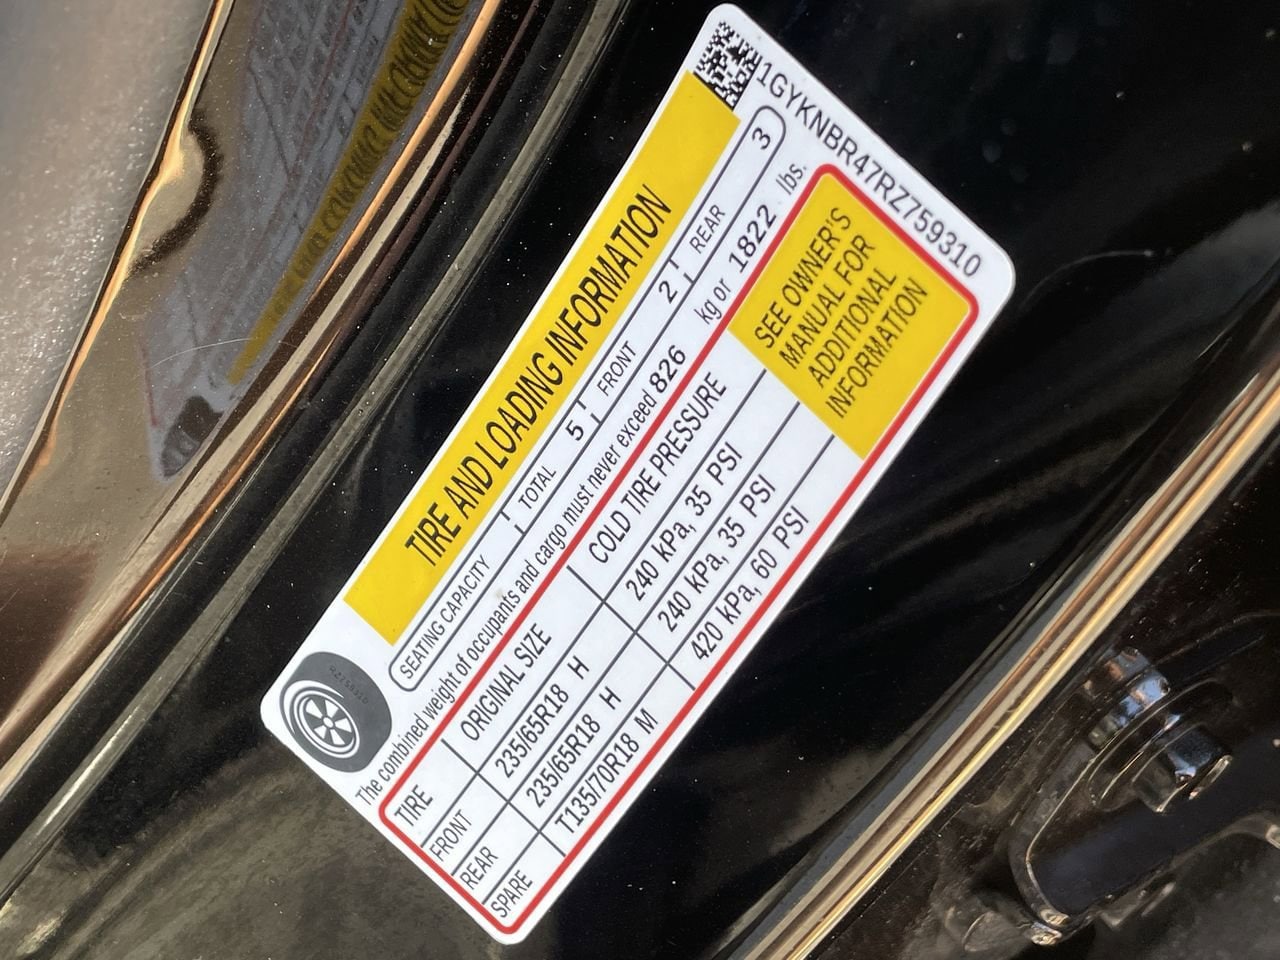 1GYKNBR47RZ759310
TIRE AND LOADING INFORMATION
SEATING CAPACITY TOTAL 5 FRONT 2 REAR 3
The combined weight of occupants and cargo must never exceed 826 kg or 1822 lbs.
TIRE ORIGINAL SIZE COLD TIRE PRESSURE
FRONT 235/65R18 H 240 kPa, 35 PSI
REAR 235/65R18 H 240 kPa, 35 PSI
SPARE T135/70R18 M 420 kPa, 60 PSI
SEE OWNER'S
MANUAL FOR
ADDITIONAL
INFORMATION